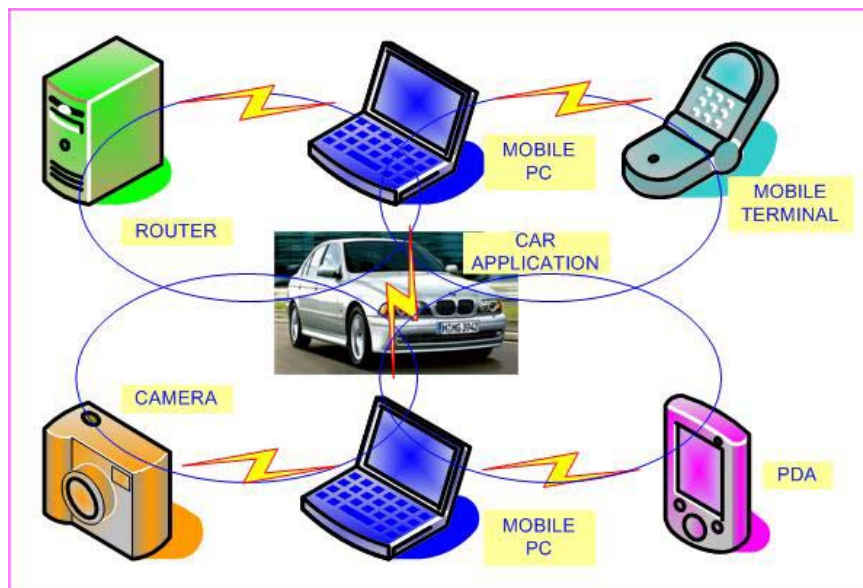 MOBILE
PC
MOBILE
TERMINAL
ROUTER
CAR
APPLICATION
CAMERA
PDA
MOBILE
PC